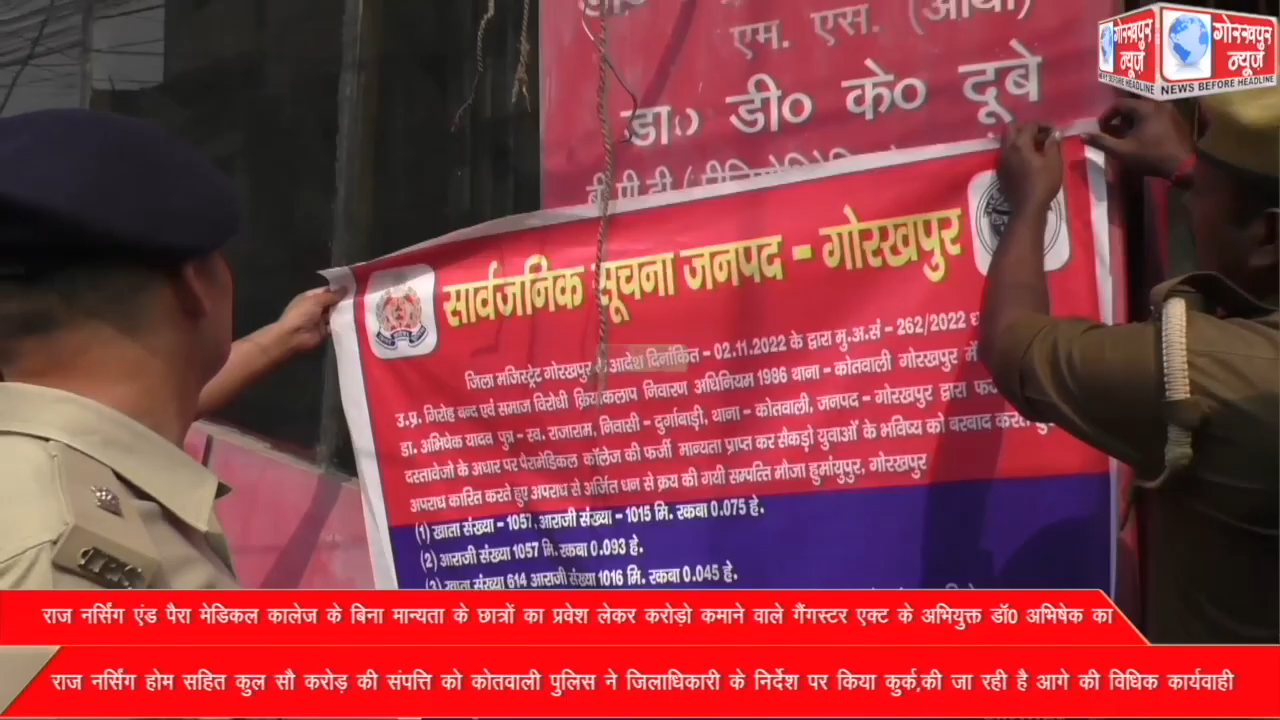 एम. एस. (आर्थो)
डा० डी० के० दूबे
गोरखपुर
न्यूज़
गोरखपुर
न्यूज़
NEWS BEFORE HEADLINE
सार्वजनिक सूचना जनपद - गोरखपुर
जिला मजिस्ट्रेट गोरखपुर के आदेश दिनांकित - 02.11.2022 के द्वारा मु.अ.सं - 262/2022
उ.प्र. गिरोह बन्द एवं समाज विरोधी क्रियाकलाप निवारण अधिनियम 1986 थाना - कोतवाली गोरखपुर में
डा. अभिषेक यादव पुत्र - स्व. राजाराम, निवासी - दुर्गाबाड़ी, थाना - कोतवाली, जनपद - गोरखपुर द्वारा
दस्तावेजो के अधार पर पैरामेडिकल कॉलेज की फर्जी मान्यता प्राप्त कर सैकड़ो युवाओं के भविष्य को बरबाद
अपराध कारित करते हुए अपराध से अर्जित धन से क्रय की गयी सम्पत्ति मौजा हुमांयुपुर, गोरखपुर
(1) खाता संख्या - 1057, आराजी संख्या - 1015 मि. रकबा 0.075 हे.
(2) आराजी संख्या 1057 मि. रकबा 0.093 हे.
(3) खाता संख्या 614 आराजी संख्या 1016 मि. रकबा 0.045 हे.
राज नर्सिंग एंड पैरा मेडिकल कालेज के बिना मान्यता के छात्रों का प्रवेश लेकर करोड़ो कमाने वाले गैंगस्टर एक्ट के अभियुक्त डॉ0 अभिषेक का
राज नर्सिंग होम सहित कुल सौ करोड़ की संपत्ति को कोतवाली पुलिस ने जिलाधिकारी के निर्देश पर किया कुर्क,की जा रही है आगे की विधिक कार्यवाही